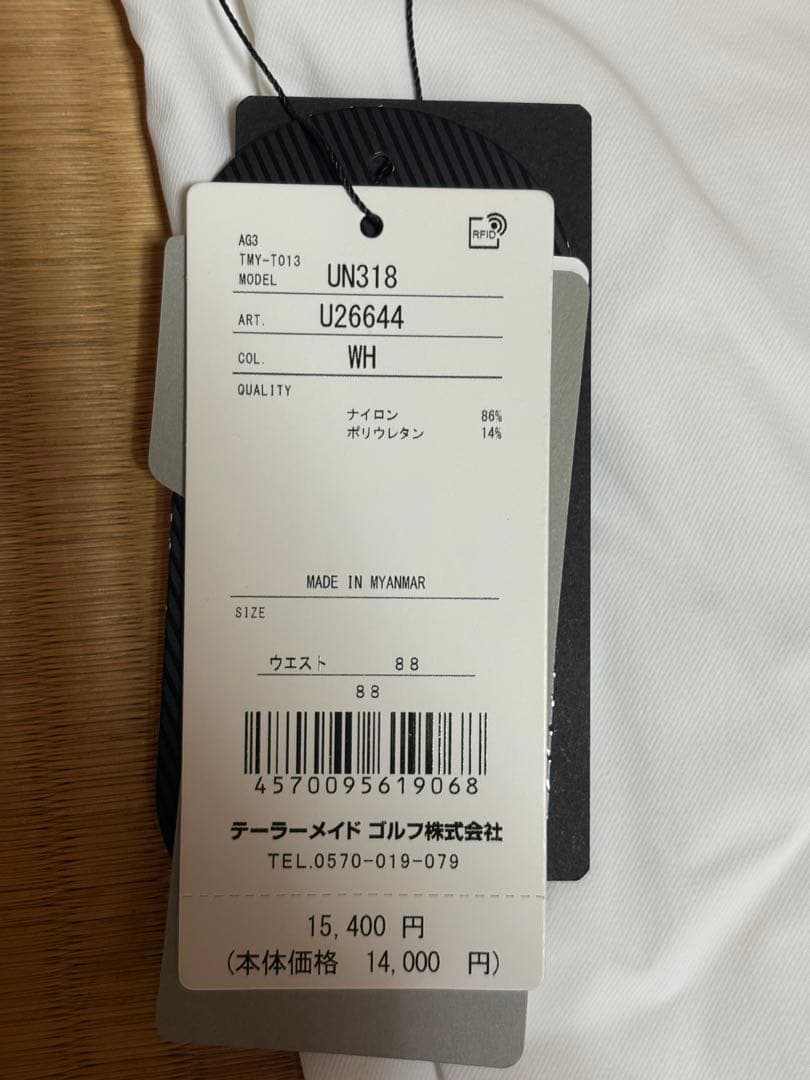 RFID
AG3
TMY-T013
MODEL UN318
ART. U26644
COL. WH
QUALITY
ナイロン 86%
ポリウレタン 14%
MADE IN MYANMAR
SIZE
ウエスト 88
88
4570095619068
テーラーメイド ゴルフ株式会社
TEL.0570-019-079
15,400 円
(本体価格 14,000 円)